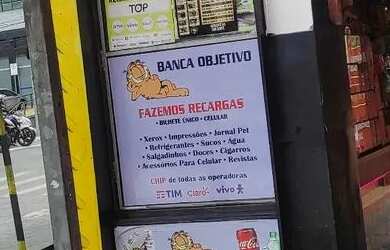 TOP
BANCA OBJETIVO
FAZEMOS RECARGAS
• BILHETE ÚNICO • CELULAR
• Xerox • Impressões • Jornal Pet
• Refrigerantes • Sucos • Água
• Salgadinhos • Doces • Cigarros
• Acessórios Para Celular • Revistas
CHIP de todas as operadoras
TIM Claro vivo